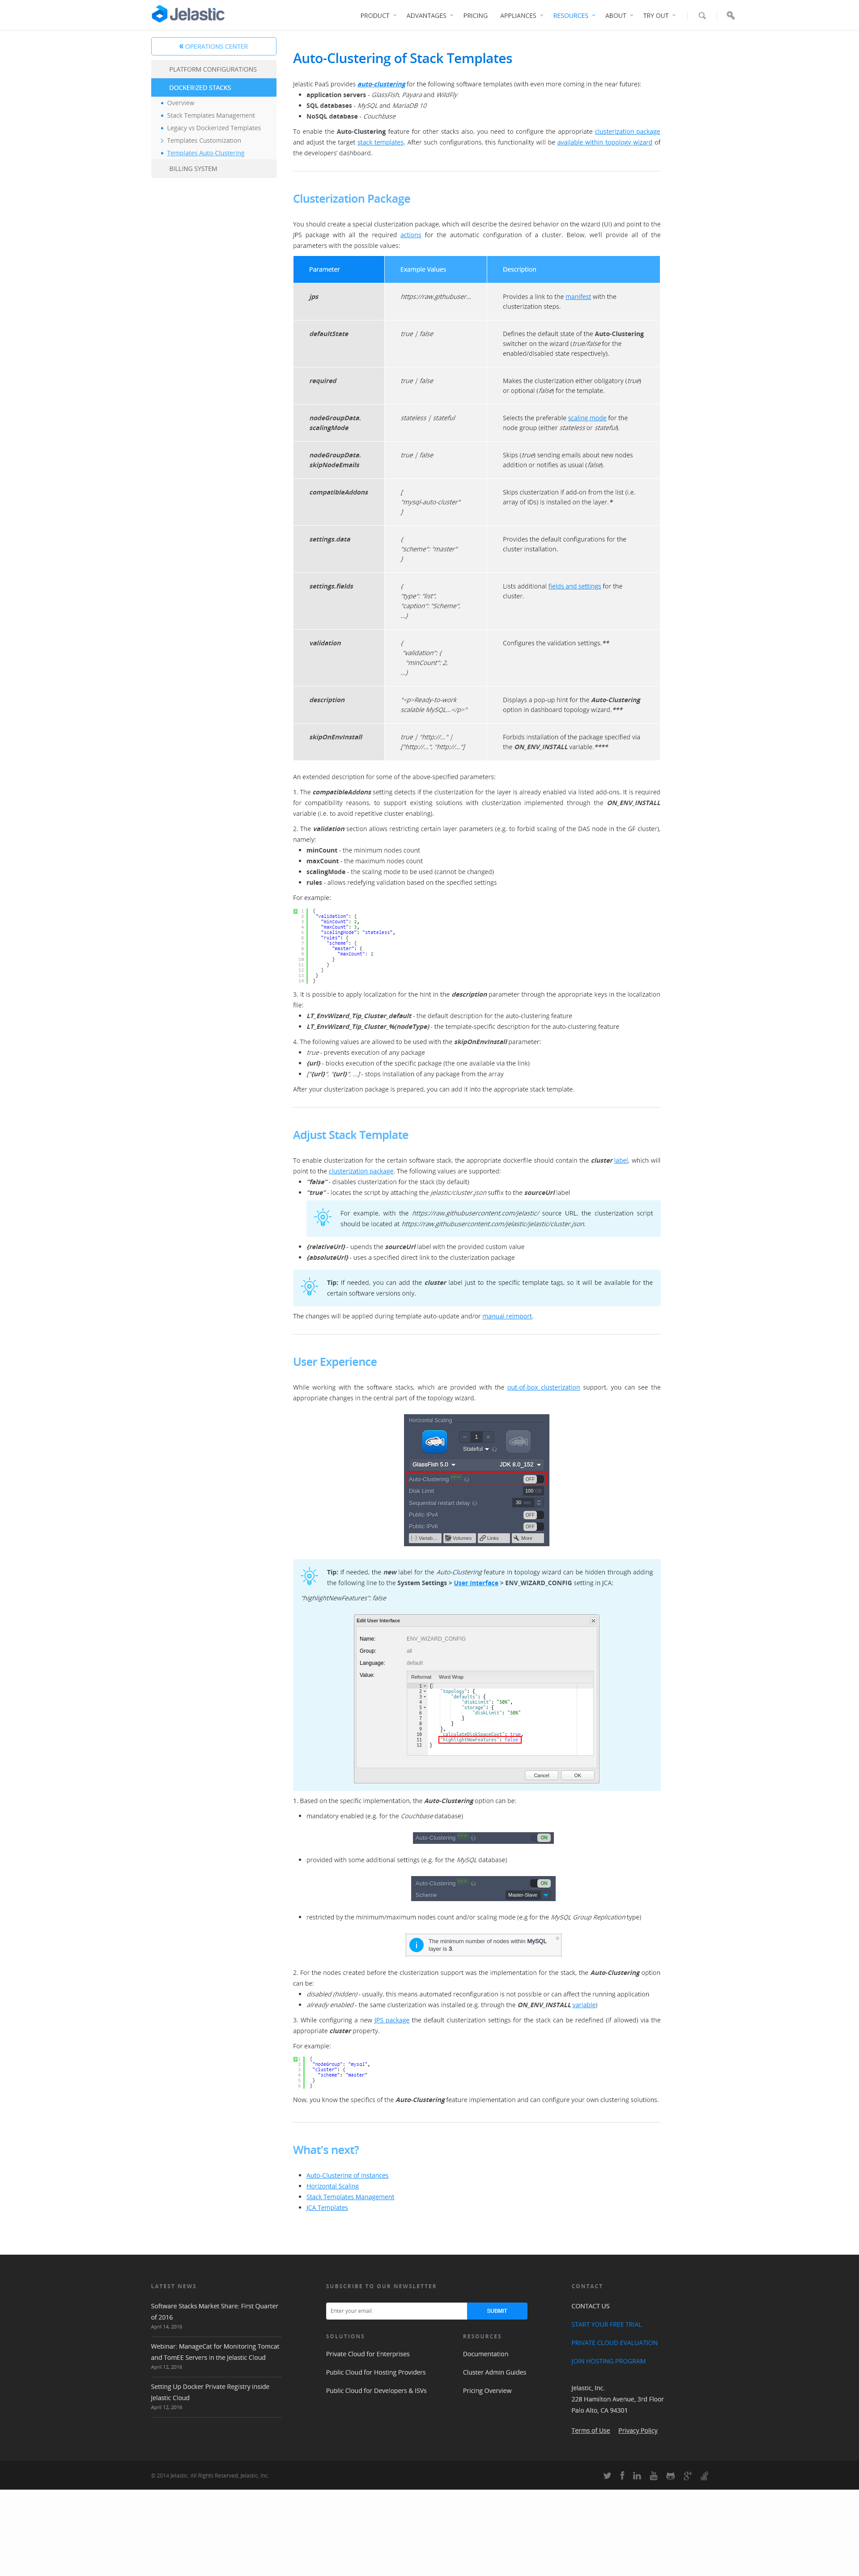 Jelastic
PRODUCT
ADVANTAGES
PRICING
APPLIANCES
RESOURCES
ABOUT
TRY OUT
« OPERATIONS CENTER
PLATFORM CONFIGURATIONS
DOCKERIZED STACKS
Overview
Stack Templates Management
Legacy vs Dockerized Templates
Templates Customization
Templates Auto-Clustering
BILLING SYSTEM
Auto-Clustering of Stack Templates
Jelastic PaaS provides auto-clustering for the following software templates (with even more coming in the near future):
application servers - GlassFish, Payara and WildFly
SQL databases - MySQL and MariaDB 10
NoSQL database - Couchbase
To enable the Auto-Clustering feature for other stacks also, you need to configure the appropriate clusterization package
and adjust the target stack templates. After such configurations, this functionality will be available within topology wizard of
the developers' dashboard.
Clusterization Package
You should create a special clusterization package, which will describe the desired behavior on the wizard (UI) and point to the
JPS package with all the required actions for the automatic configuration of a cluster. Below, we'll provide all of the
parameters with the possible values:
Parameter
Example Values
Description
jps
https://raw.githubuser...
Provides a link to the manifest with the
clusterization steps.
defaultState
true | false
Defines the default state of the Auto-Clustering
switcher on the wizard (true/false for the
enabled/disabled state respectively).
required
true | false
Makes the clusterization either obligatory (true)
or optional (false) for the template.
nodeGroupData.
scalingMode
stateless | stateful
Selects the preferable scaling mode for the
node group (either stateless or stateful).
nodeGroupData.
skipNodeEmails
true | false
Skips (true) sending emails about new nodes
addition or notifies as usual (false).
compatibleAddons
[
"mysql-auto-cluster"
]
Skips clusterization if add-on from the list (i.e.
array of IDs) is installed on the layer.*
settings.data
{
"scheme": "master"
}
Provides the default configurations for the
cluster installation.
settings.fields
{
"type": "list",
"caption": "Scheme",
...}
Lists additional fields and settings for the
cluster.
validation
{
"validation": {
"minCount": 2,
...}
Configures the validation settings.**
description
"<p>Ready-to-work
scalable MySQL...</p>"
Displays a pop-up hint for the Auto-Clustering
option in dashboard topology wizard.***
skipOnEnvInstall
true | "http://..." |
["http://...", "http://..."]
Forbids installation of the package specified via
the ON_ENV_INSTALL variable.****
An extended description for some of the above-specified parameters:
1. The compatibleAddons setting detects if the clusterization for the layer is already enabled via listed add-ons. It is required
for compatibility reasons, to support existing solutions with clusterization implemented through the ON_ENV_INSTALL
variable (i.e. to avoid repetitive cluster enabling).
2. The validation section allows restricting certain layer parameters (e.g. to forbid scaling of the DAS node in the GF cluster),
namely:
minCount - the minimum nodes count
maxCount - the maximum nodes count
scalingMode - the scaling mode to be used (cannot be changed)
rules - allows redefying validation based on the specified settings
For example:
1 {
2 "validation": {
3 "minCount": 2,
4 "maxCount": 3,
5 "scalingMode": "stateless",
6 "rules": {
7 "scheme": {
8 "master": {
9 "maxCount": 2
10 }
11 }
12 }
13 }
14 }
3. It is possible to apply localization for the hint in the description parameter through the appropriate keys in the localization
file:
LT_EnvWizard_Tip_Cluster_default - the default description for the auto-clustering feature
LT_EnvWizard_Tip_Cluster_%(nodeType) - the template-specific description for the auto-clustering feature
4. The following values are allowed to be used with the skipOnEnvInstall parameter:
true - prevents execution of any package
{url} - blocks execution of the specific package (the one available via the link)
["{url}", "{url}", ...] - stops installation of any package from the array
After your clusterization package is prepared, you can add it into the appropriate stack template.
Adjust Stack Template
To enable clusterization for the certain software stack, the appropriate dockerfile should contain the cluster label, which will
point to the clusterization package. The following values are supported:
"false" - disables clusterization for the stack (by default)
"true" - locates the script by attaching the jelastic/cluster.json suffix to the sourceUrl label
For example, with the https://raw.githubusercontent.com/jelastic/ source URL, the clusterization script
should be located at https://raw.githubusercontent.com/jelastic/jelastic/cluster.json.
{relativeUrl} - upends the sourceUrl label with the provided custom value
{absoluteUrl} - uses a specified direct link to the clusterization package
Tip: If needed, you can add the cluster label just to the specific template tags, so it will be available for the
certain software versions only.
The changes will be applied during template auto-update and/or manual reimport.
User Experience
While working with the software stacks, which are provided with the out-of-box clusterization support, you can see the
appropriate changes in the central part of the topology wizard.
Horizontal Scaling
1
Stateful
GlassFish 5.0
JDK 8.0_152
Auto-Clustering
OFF
Disk Limit
100
Sequential restart delay
30
Public IPv4
OFF
Public IPv6
OFF
Variab...
Volumes
Links
More
Tip: If needed, the new label for the Auto-Clustering feature in topology wizard can be hidden through adding
the following line to the System Settings > User Interface > ENV_WIZARD_CONFIG setting in JCA:
"highlightNewFeatures": false
Edit User Interface
Name:
ENV_WIZARD_CONFIG
Group:
all
Language:
default
Value:
Reformat
Word Wrap
1 {
2 "topology": {
3 "defaults": {
4 "diskLimit": "50%",
5 "storage": {
6 "diskLimit": "50%"
7 }
8 }
9 },
10 "calculateDiskSpaceCost": true,
11 "highlightNewFeatures": false
12 }
Cancel
OK
1. Based on the specific implementation, the Auto-Clustering option can be:
mandatory enabled (e.g. for the Couchbase database)
Auto-Clustering
ON
provided with some additional settings (e.g. for the MySQL database)
Auto-Clustering
ON
Scheme
Master-Slave
restricted by the minimum/maximum nodes count and/or scaling mode (e.g for the MySQL Group Replication type)
The minimum number of nodes within MySQL
layer is 3.
2. For the nodes created before the clusterization support was the implementation for the stack, the Auto-Clustering option
can be:
disabled (hidden) - usually, this means automated reconfiguration is not possible or can affect the running application
already enabled - the same clusterization was installed (e.g. through the ON_ENV_INSTALL variable)
3. While configuring a new JPS package the default clusterization settings for the stack can be redefined (if allowed) via the
appropriate cluster property.
For example:
1 {
2 "nodeGroup": "mysql",
3 "cluster": {
4 "scheme": "master"
5 }
6 }
Now, you know the specifics of the Auto-Clustering feature implementation and can configure your own clustering solutions.
What's next?
Auto-Clustering of Instances
Horizontal Scaling
Stack Templates Management
JCA Templates
LATEST NEWS
Software Stacks Market Share: First Quarter
of 2016
April 14, 2016
Webinar: ManageCat for Monitoring Tomcat
and TomEE Servers in the Jelastic Cloud
April 12, 2016
Setting Up Docker Private Registry inside
Jelastic Cloud
April 12, 2016
SUBSCRIBE TO OUR NEWSLETTER
Enter your email
SUBMIT
SOLUTIONS
Private Cloud for Enterprises
Public Cloud for Hosting Providers
Public Cloud for Developers & ISVs
RESOURCES
Documentation
Cluster Admin Guides
Pricing Overview
CONTACT
CONTACT US
START YOUR FREE TRIAL
PRIVATE CLOUD EVALUATION
JOIN HOSTING PROGRAM
Jelastic, Inc.
228 Hamilton Avenue, 3rd Floor
Palo Alto, CA 94301
Terms of Use
Privacy Policy
© 2014 Jelastic. All Rights Reserved. Jelastic, Inc.